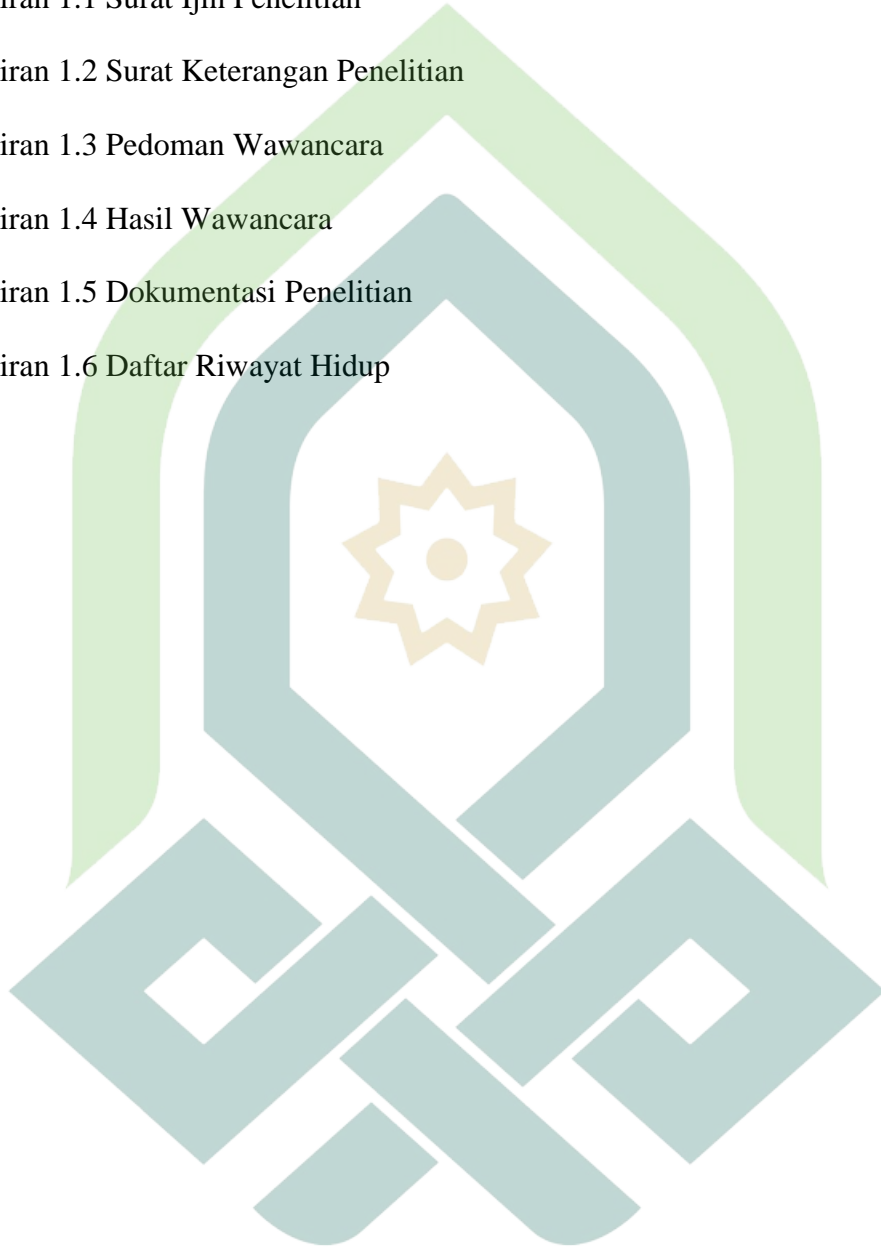 iran 1.1 Surat Ijin Penelitian
iran 1.2 Surat Keterangan Penelitian
iran 1.3 Pedoman Wawancara
iran 1.4 Hasil Wawancara
iran 1.5 Dokumentasi Penelitian
iran 1.6 Daftar Riwayat Hidup